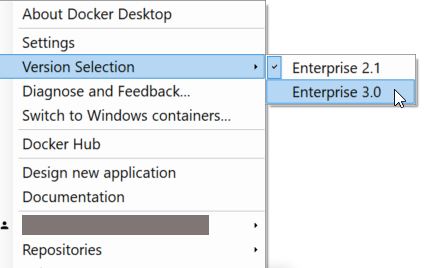 About Docker Desktop
Settings
Version Selection
Enterprise 2.1
Enterprise 3.0
Diagnose and Feedback...
Switch to Windows containers...
Docker Hub
Design new application
Documentation
Repositories